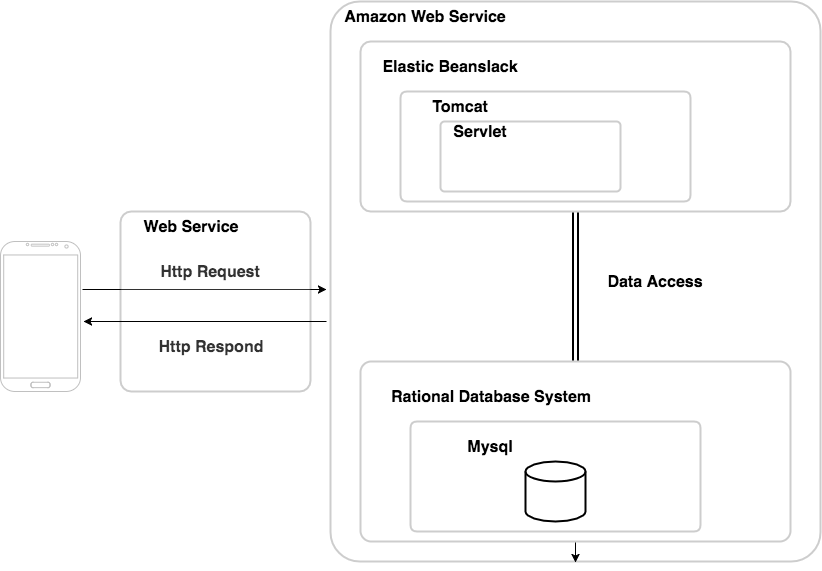 Amazon Web Service
Elastic Beanslack
Tomcat
Servlet
Web Service
Http Request
Http Respond
Data Access
Rational Database System
Mysql